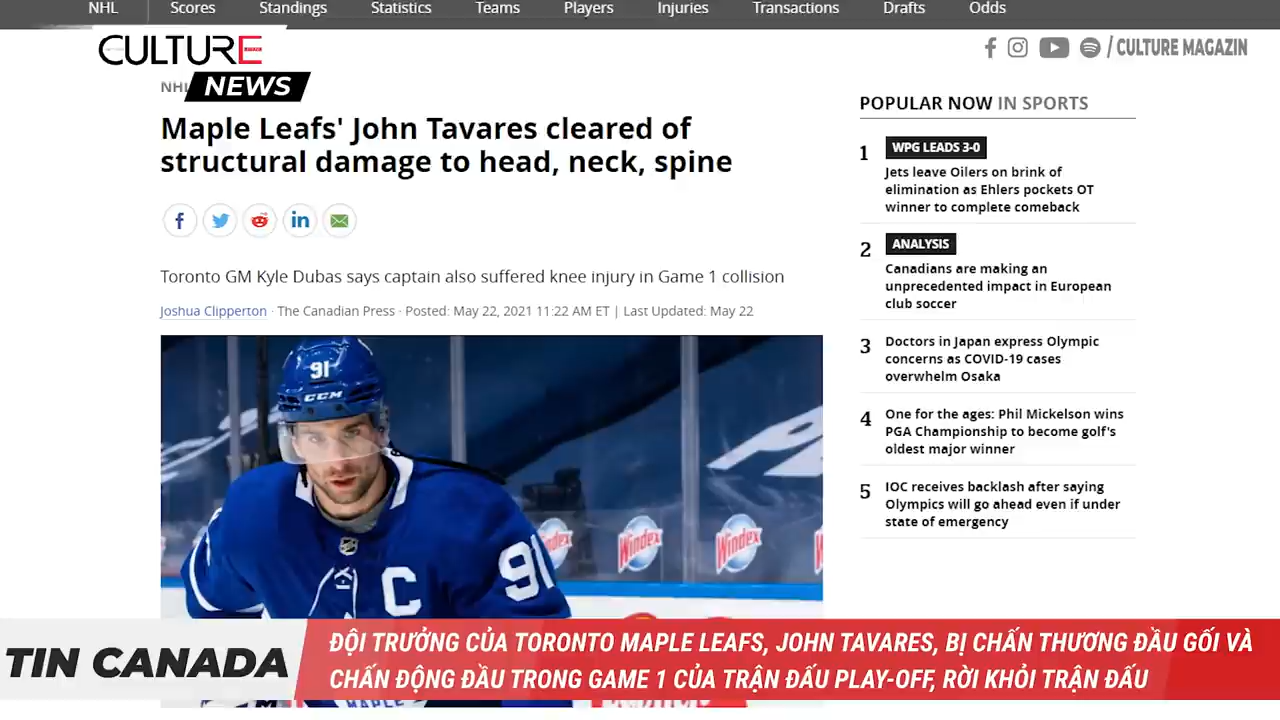 NHL Scores Standings Statistics Teams Players Injuries Transactions Drafts Odds
CULTURE
/ CULTURE MAGAZIN
NHL
NEWS
Maple Leafs' John Tavares cleared of
structural damage to head, neck, spine
Toronto GM Kyle Dubas says captain also suffered knee injury in Game 1 collision
Joshua Clipperton · The Canadian Press · Posted: May 22, 2021 11:22 AM ET | Last Updated: May 22
91
CCM
Windex
Windex
C
91
MAPLE
POPULAR NOW IN SPORTS
1
WPG LEADS 3-0
Jets leave Oilers on brink of
elimination as Ehlers pockets OT
winner to complete comeback
2
ANALYSIS
Canadians are making an
unprecedented impact in European
club soccer
3
Doctors in Japan express Olympic
concerns as COVID-19 cases
overwhelm Osaka
4
One for the ages: Phil Mickelson wins
PGA Championship to become golf's
oldest major winner
5
IOC receives backlash after saying
Olympics will go ahead even if under
state of emergency
TIN CANADA
ĐỘI TRƯỞNG CỦA TORONTO MAPLE LEAFS, JOHN TAVARES, BỊ CHẤN THƯƠNG ĐẦU GỐI VÀ
CHẤN ĐỘNG ĐẦU TRONG GAME 1 CỦA TRẬN ĐẤU PLAY-OFF, RỜI KHỎI TRẬN ĐẤU